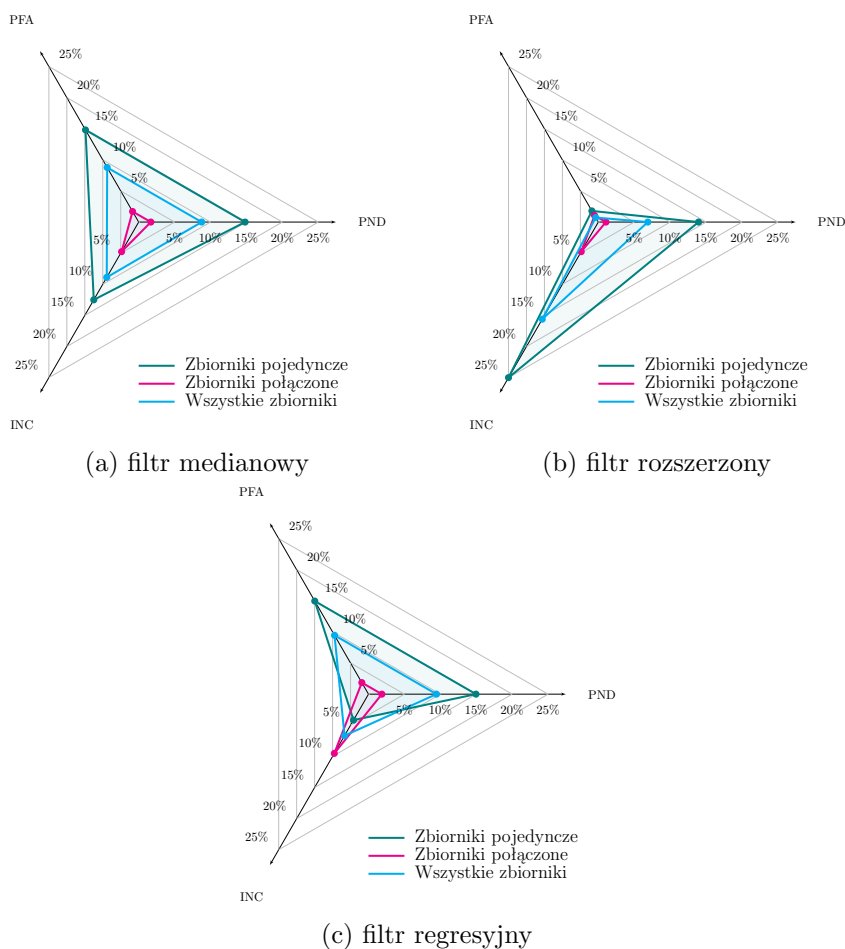 PFA
25%
20%
15%
10%
5%
PND
5%
10%
15%
20%
25%
5%
10%
15%
20%
25%
INC
Zbiorniki pojedyncze
Zbiorniki połączone
Wszystkie zbiorniki
(a) filtr medianowy
PFA
25%
20%
15%
10%
5%
PND
5%
10%
15%
20%
25%
5%
10%
15%
20%
25%
INC
Zbiorniki pojedyncze
Zbiorniki połączone
Wszystkie zbiorniki
(b) filtr rozszerzony
PFA
25%
20%
15%
10%
5%
PND
5%
10%
15%
20%
25%
5%
10%
15%
20%
25%
INC
Zbiorniki pojedyncze
Zbiorniki połączone
Wszystkie zbiorniki
(c) filtr regresyjny